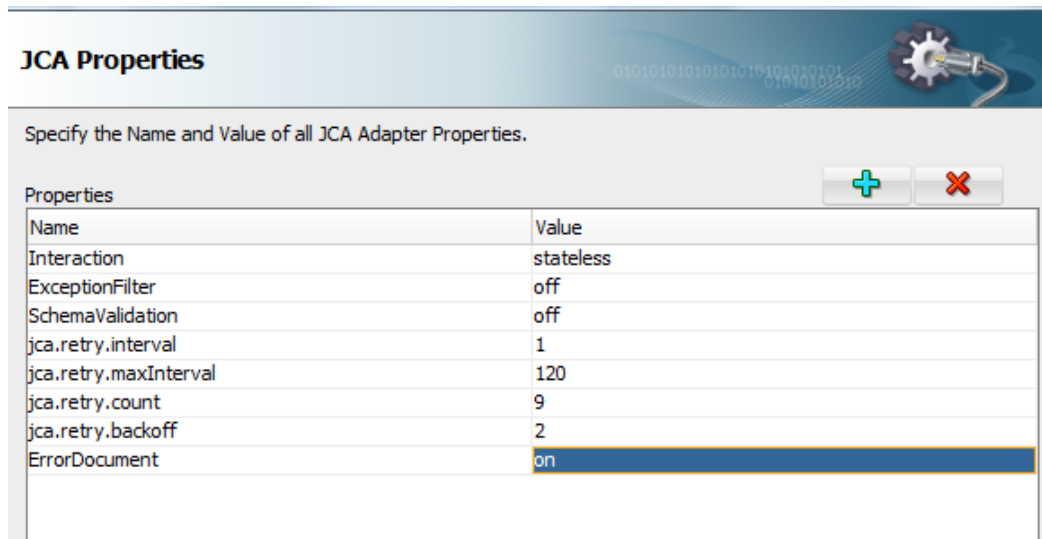 JCA Properties
010101010101010101010101
01010101010
Specify the Name and Value of all JCA Adapter Properties.
Properties
Name Value
Interaction stateless
ExceptionFilter off
SchemaValidation off
jca.retry.interval 1
jca.retry.maxInterval 120
jca.retry.count 9
jca.retry.backoff 2
ErrorDocument on